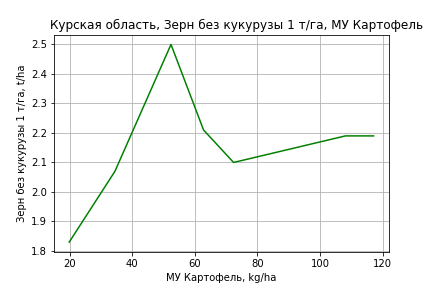 Курская область, Зерн без кукурузы 1 т/га, МУ Картофель
2.5
2.4
2.3
2.2
2.1
2.0
1.9
1.8
Зерн без кукурузы 1 т/га, t/ha
20 40 60 80 100 120
МУ Картофель, kg/ha